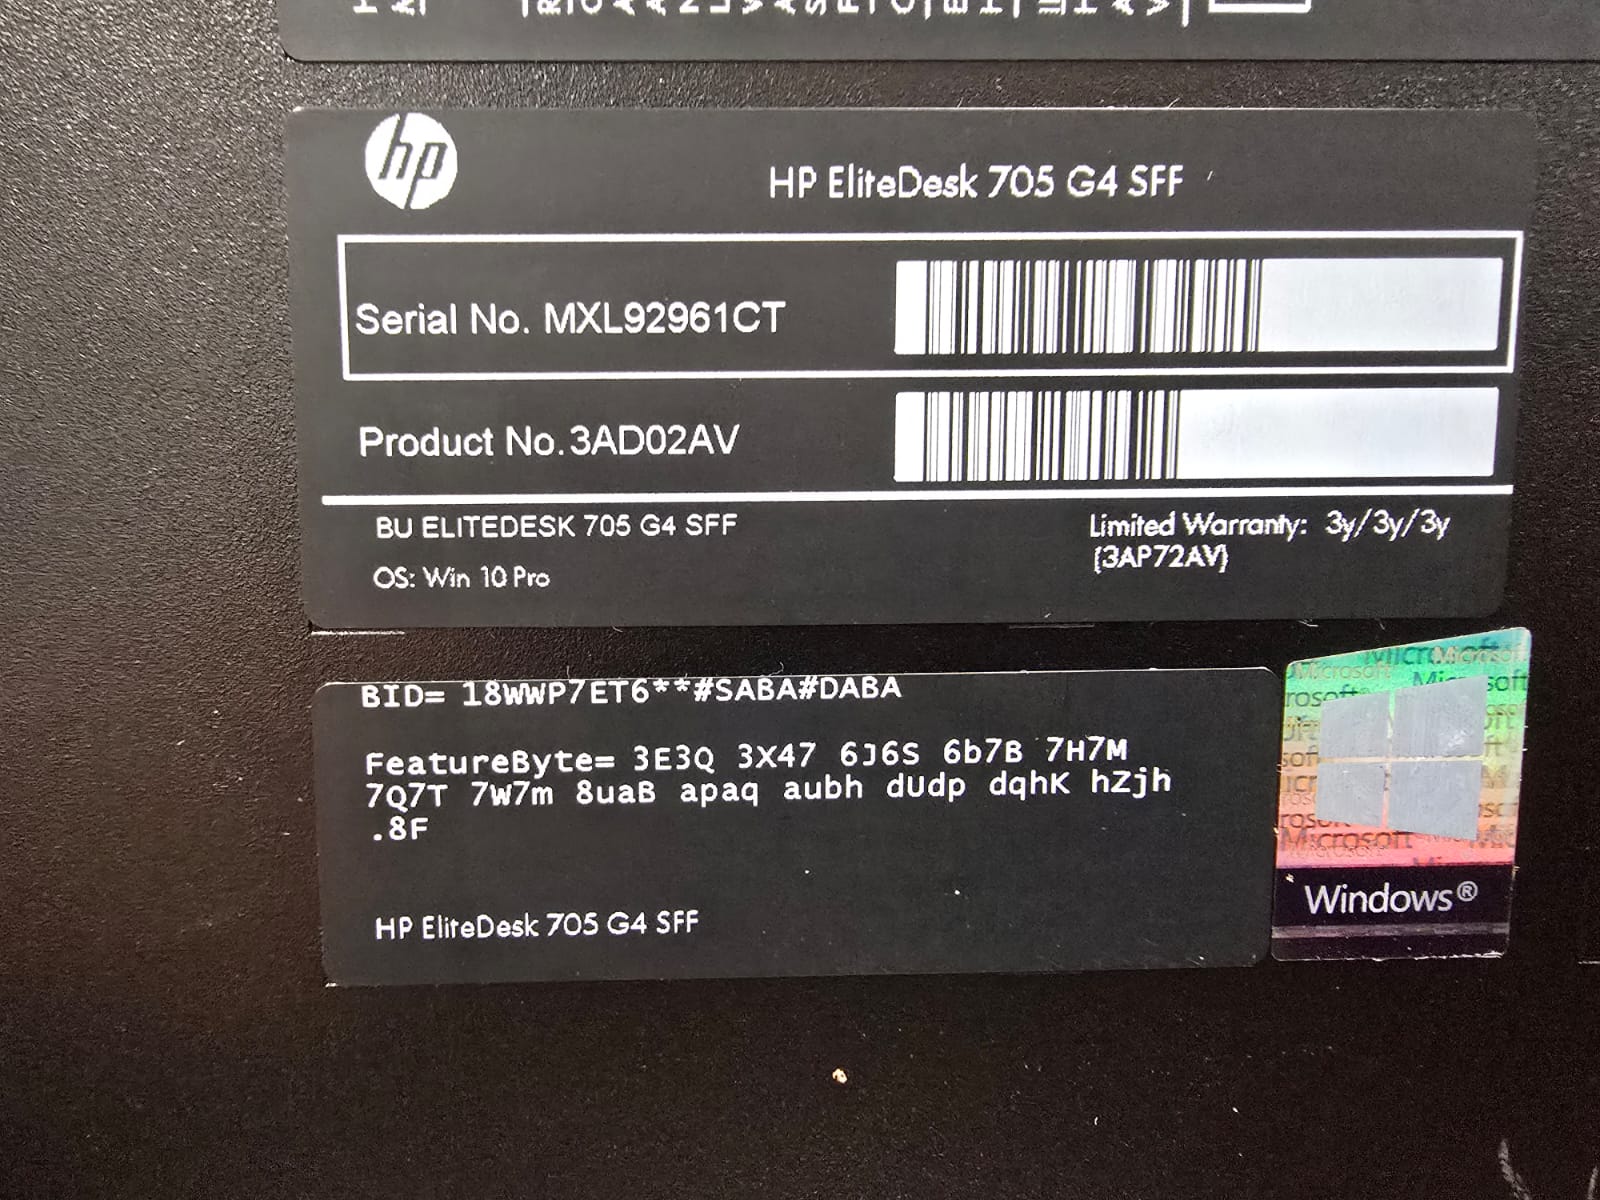 hp
HP EliteDesk 705 G4 SFF
Serial No. MXL92961CT
Product No.3AD02AV
BU ELITEDESK 705 G4 SFF
Limited Warranty: 3y/3y/3y
(3AP72AV)
OS: Win 10 Pro
BID= 18WWP7ET6**#SABA#DABA
FeatureByte= 3E3Q 3X47 6J6S 6b7B 7H7M
7Q7T 7W7m 8uaB apaq aubh dUdp dqhK hZjh
.8F
HP EliteDesk 705 G4 SFF
Microsoft
Windows®